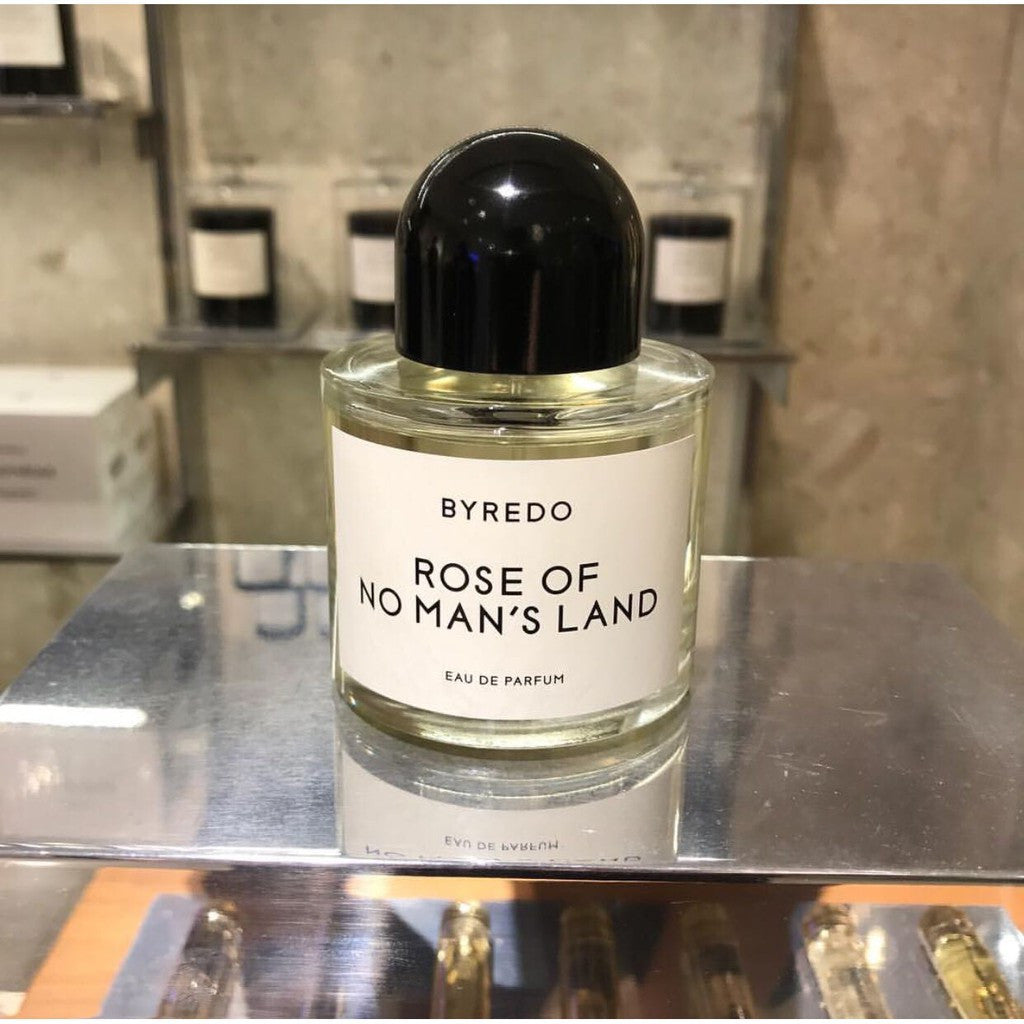 BYREDO
ROSE OF
NO MAN'S LAND
EAU DE PARFUM